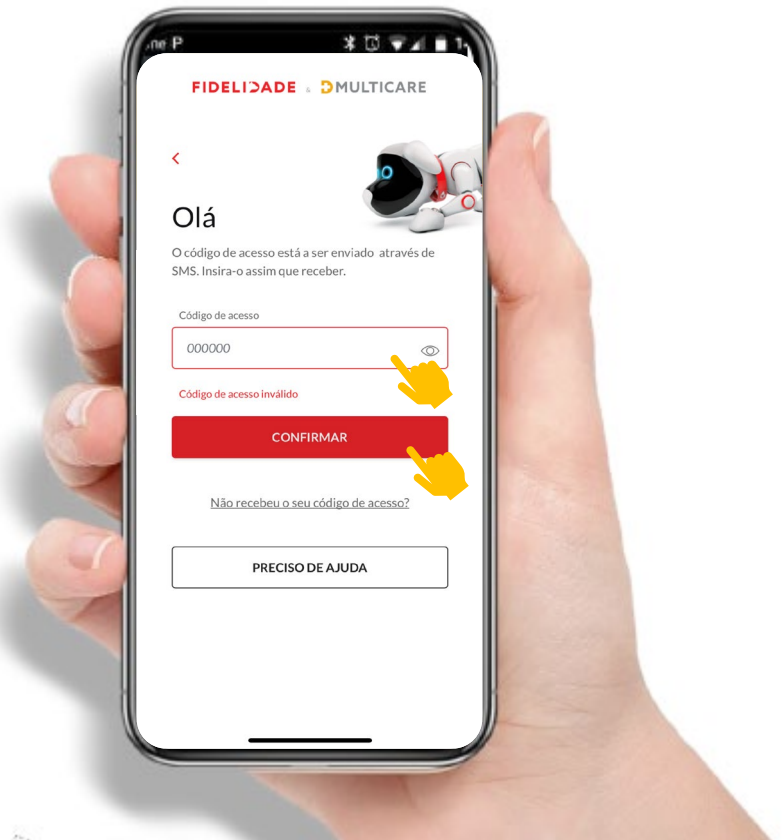 FIDELIDADE & MULTICARE
Olá
O código de acesso está a ser enviado através de
SMS. Insira-o assim que receber.
Código de acesso
000000
Código de acesso inválido
CONFIRMAR
Não recebeu o seu código de acesso?
PRECISO DE AJUDA